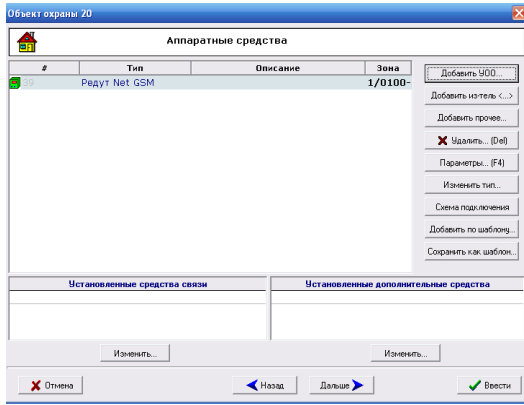 Объект охраны 20
Аппаратные средства
# Тип Описание Зона
99 Редут Net GSM 1/0100-
Добавить УОО...
Добавить из-тель <...>
Добавить прочее...
Удалить... (Del)
Параметры... (F4)
Изменить тип...
Схема подключения
Добавить по шаблону...
Сохранить как шаблон...
Установленные средства связи Установленные дополнительные средства
Изменить... Изменить...
Отмена Назад Дальше Ввести